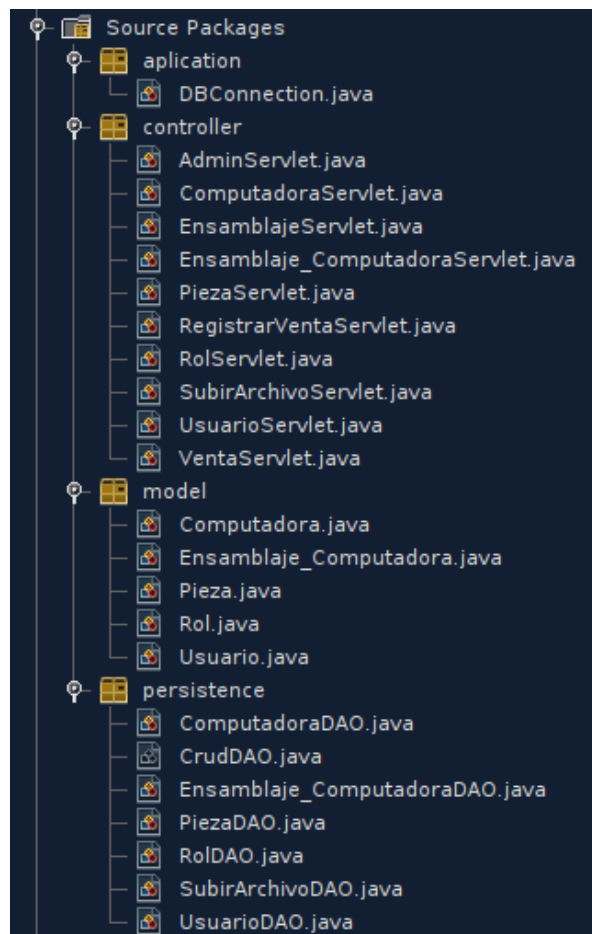 Source Packages
aplication
DBConnection.java
controller
AdminServlet.java
ComputadoraServlet.java
EnsamblajeServlet.java
Ensamblaje_ComputadoraServlet.java
PiezaServlet.java
RegistrarVentaServlet.java
RolServlet.java
SubirArchivoServlet.java
UsuarioServlet.java
VentaServlet.java
model
Computadora.java
Ensamblaje_Computadora.java
Pieza.java
Rol.java
Usuario.java
persistence
ComputadoraDAO.java
CrudDAO.java
Ensamblaje_ComputadoraDAO.java
PiezaDAO.java
RolDAO.java
SubirArchivoDAO.java
UsuarioDAO.java